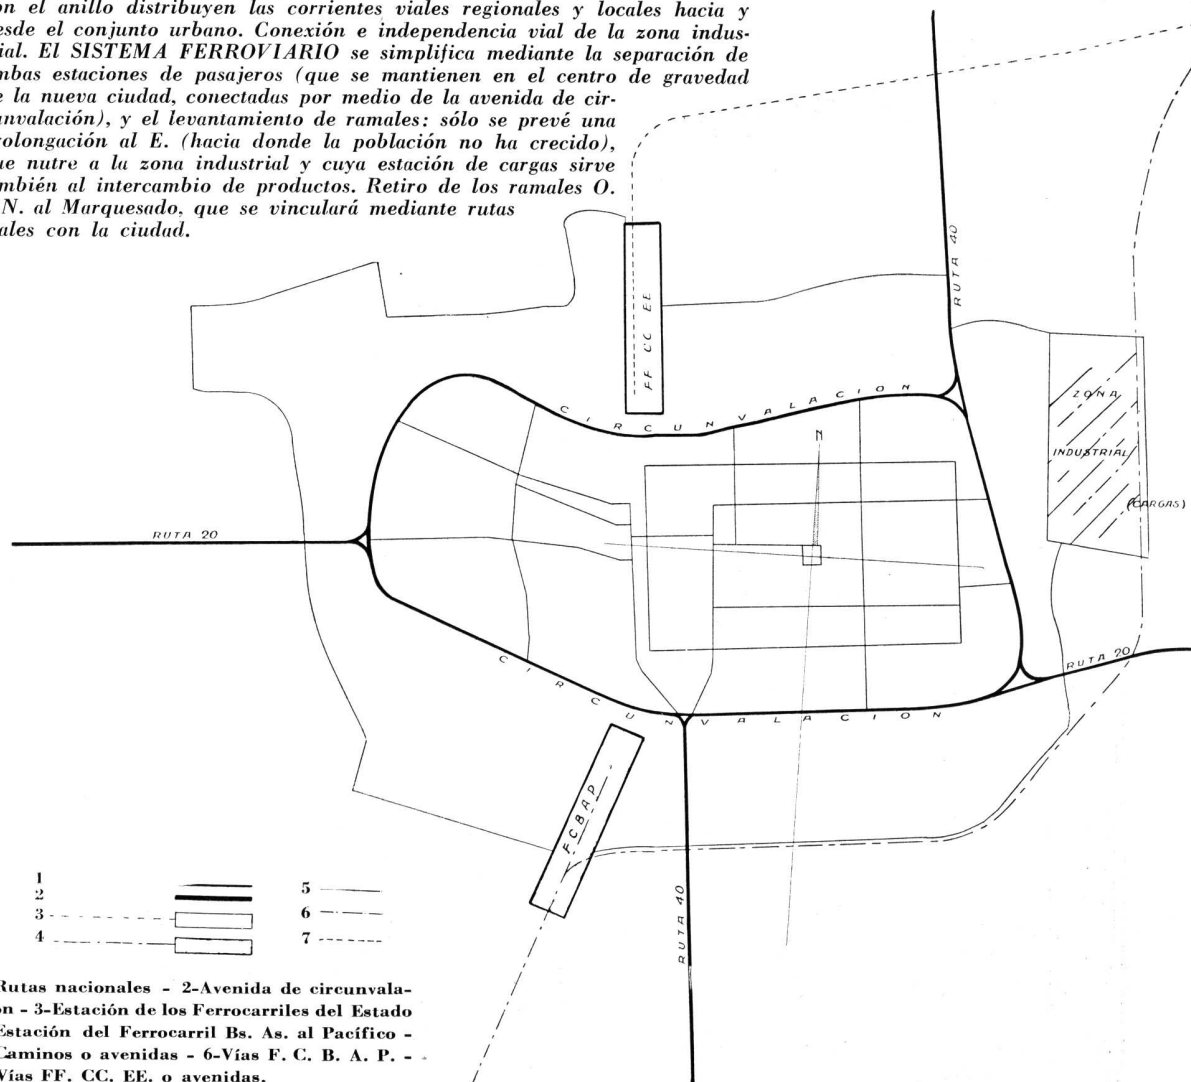 on el anillo distribuyen las corrientes viales regionales y locales hacia y
esde el conjunto urbano. Conexión e independencia vial de la zona indus-
ial. El SISTEMA FERROVIARIO se simplifica mediante la separación de
mbas estaciones de pasajeros (que se mantienen en el centro de gravedad
e la nueva ciudad, conectadas por medio de la avenida de cir-
unvalación), y el levantamiento de ramales: sólo se prevé una
rolongación al E. (hacia donde la población no ha crecido),
ue nutre a la zona industrial y cuya estación de cargas sirve
mbién al intercambio de productos. Retiro de los ramales O.
N. al Marquesado, que se vinculará mediante rutas
ales con la ciudad.
RUTA 40
FF CC EE
CIRCUNVALACION
N
ZONA
INDUSTRIAL
(CARGAS)
RUTA 20
RUTA 20
CIRCUNVALACION
FCBAP
RUTA 40
1
2
3
4
5
6
7
Rutas nacionales - 2-Avenida de circunvala-
ón - 3-Estación de los Ferrocarriles del Estado
Estación del Ferrocarril Bs. As. al Pacífico -
Caminos o avenidas - 6-Vías F. C. B. A. P. -
Vías FF. CC. EE. o avenidas.